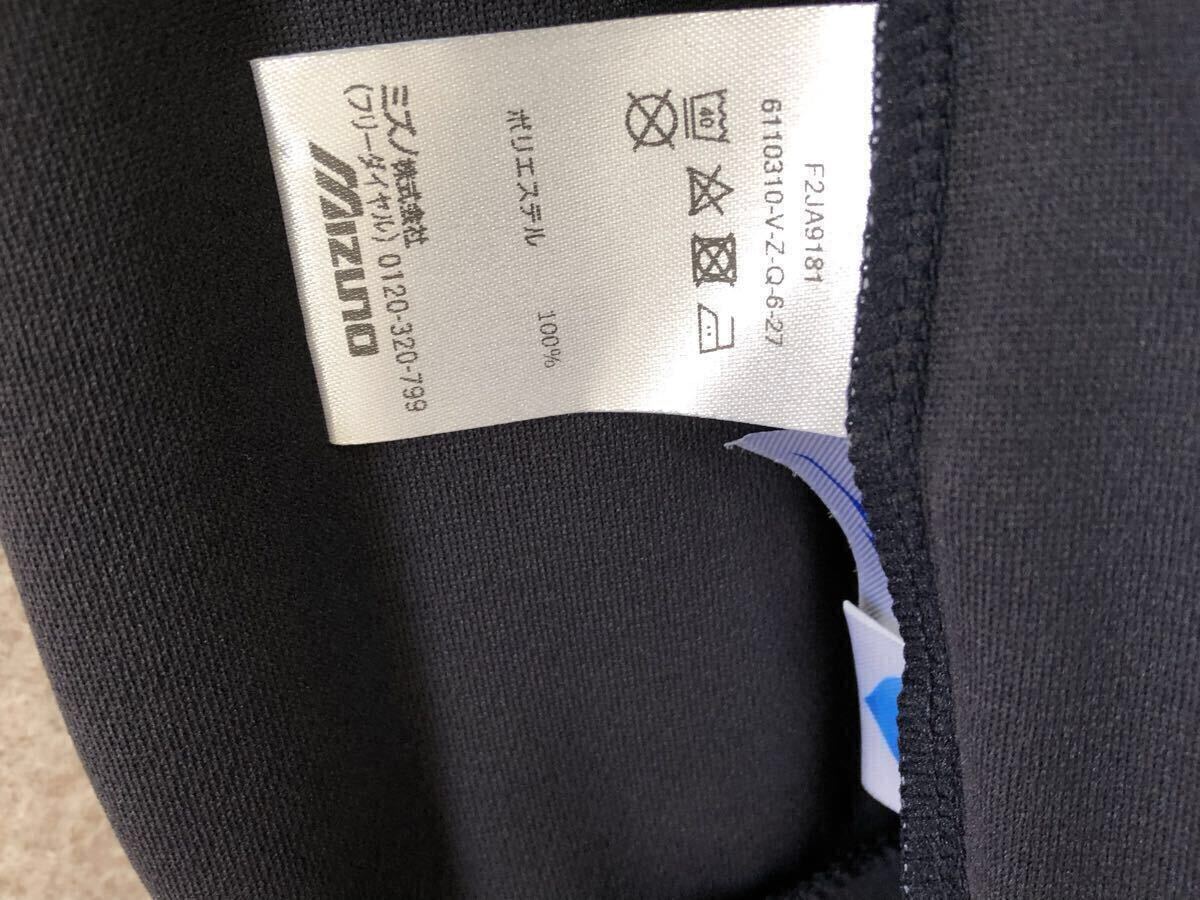 F2JA9181
6110310-V-Z-Q-6-27
40
ポリエステル 100%
ミズノ株式会社
(フリーダイヤル) 0120-320-799
MIZUNO